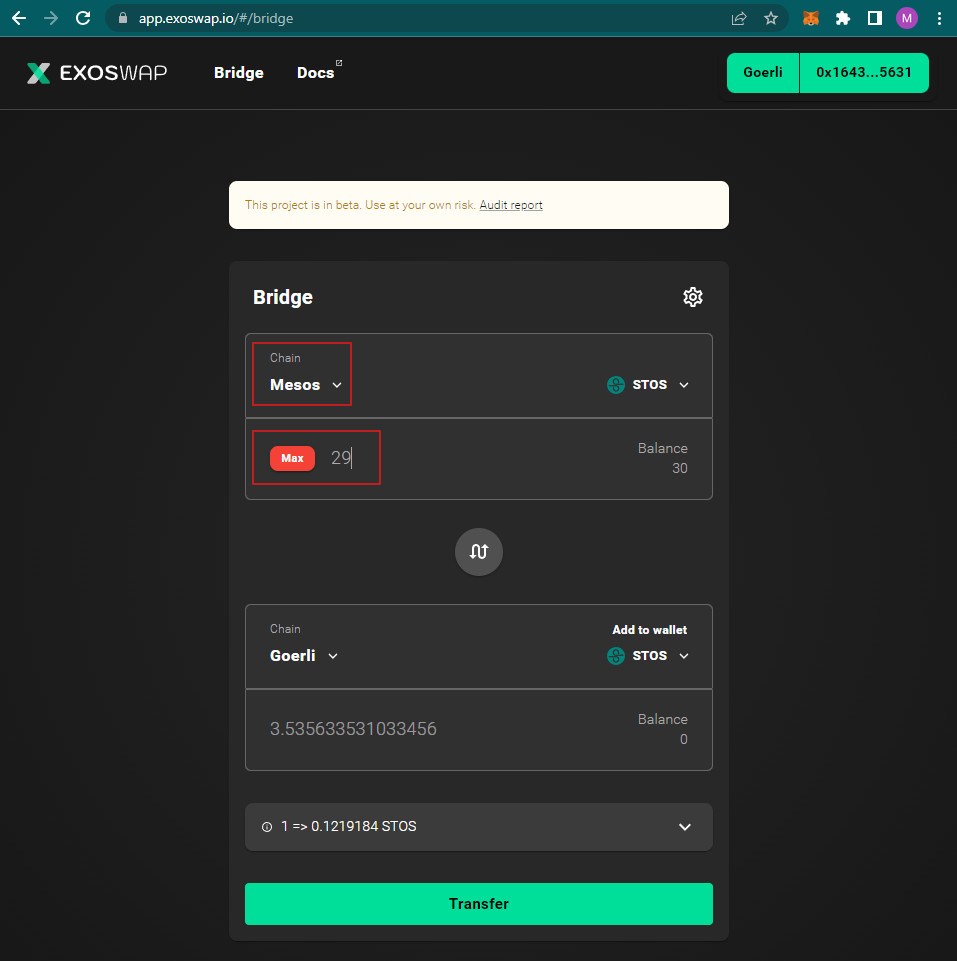 app.exoswap.io/#/bridge
M
EXOSWAP
Bridge
Docs
Goerli
0x1643...5631
This project is in beta. Use at your own risk. Audit report
Bridge
Chain
Mesos
STOS
Max
29
Balance
30
Chain
Goerli
Add to wallet
STOS
3.535633531033456
Balance
0
1 => 0.1219184 STOS
Transfer